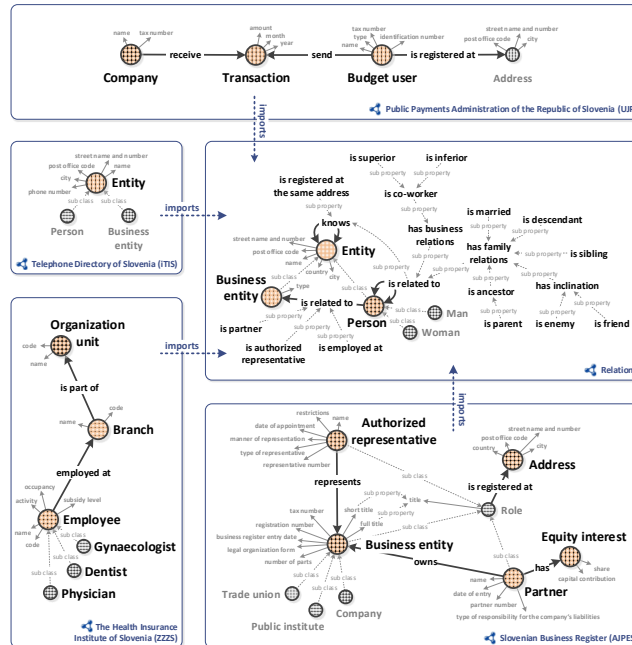 name
tax number
amount
month
year
tax number
type
identification number
name
street name and number
post office code
city
receive
send
is registered at
Company
Transaction
Budget user
Address
Public Payments Administration of the Republic of Slovenia (UJP
imports
street name and number
post office code
name
city
Entity
phone number
sub class
sub class
Person
Business
entity
Telephone Directory of Slovenia (iTIS)
imports
is superior
is inferior
sub property
sub property
is registered at
the same address
is co-worker
sub property
sub property
knows
has business
relations
is married
is descendant
sub property
sub property
has family
relations
is sibling
sub property
street name and number
post office code
name
Entity
country
city
sub class
sub class
sub property
sub property
Business
entity
type
is related to
is related to
Person
sub property
is ancestor
has inclination
sub property
sub property
sub property
is parent
is enemy
is friend
sub class
Man
sub class
Woman
is partner
sub property
sub property
sub property
is authorized
representative
is employed at
Relation
Organization
unit
code
name
is part of
imports
code
name
Branch
employed at
occupancy
activity
subsidy level
Employee
name
code
sub class
Gynaecologist
sub class
Dentist
sub class
Physician
The Health Insurance
Institute of Slovenia (ZZZS)
imports
restrictions
name
date of appointment
manner of representation
type of representative
representative number
Authorized
representative
street name and number
post office code
country
city
Address
sub class
represents
is registered at
tax number
short title
sub property
title
registration number
full title
sub property
Role
business register entry date
legal organization form
number of parts
Business entity
sub class
owns
sub class
sub class
sub class
sub class
Trade union
Public institute
Company
Equity interest
share
capital contribution
has
Partner
name
date of entry
partner number
type of responsibility for the company's liabilities
Slovenian Business Register (AJPES